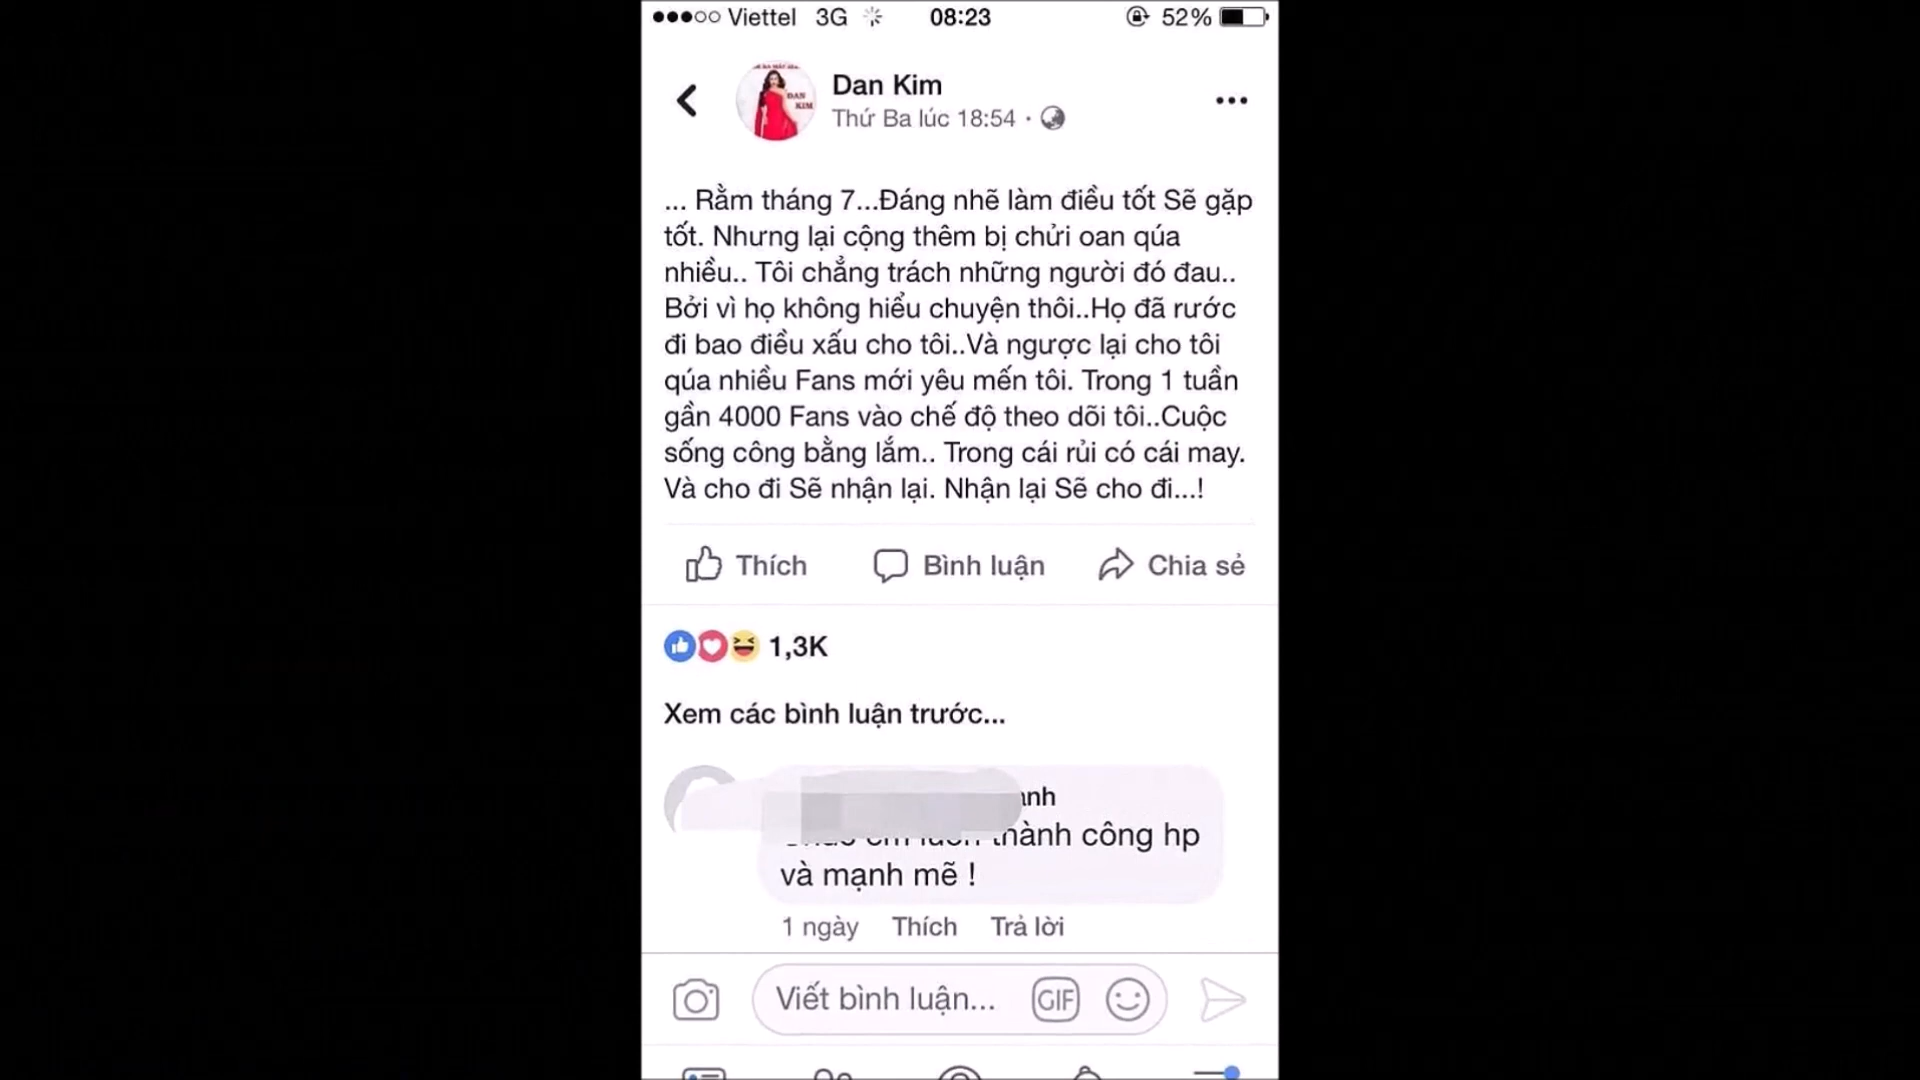 Viettel 3G 08:23 52%
Dan Kim
Thứ Ba lúc 18:54 ·
DAN
KIM
... Rằm tháng 7...Đáng nhẽ làm điều tốt Sẽ gặp
tốt. Nhưng lại cộng thêm bị chửi oan qúa
nhiều.. Tôi chẳng trách những người đó đau..
Bởi vì họ không hiểu chuyện thôi..Họ đã rước
đi bao điều xấu cho tôi..Và ngược lại cho tôi
qúa nhiều Fans mới yêu mến tôi. Trong 1 tuần
gần 4000 Fans vào chế độ theo dõi tôi..Cuộc
sống công bằng lắm.. Trong cái rủi có cái may.
Và cho đi Sẽ nhận lại. Nhận lại Sẽ cho đi...!
Thích Bình luận Chia sẻ
1,3K
Xem các bình luận trước...
thành công hp
và mạnh mẽ !
1 ngày Thích Trả lời
Viết bình luận... GIF